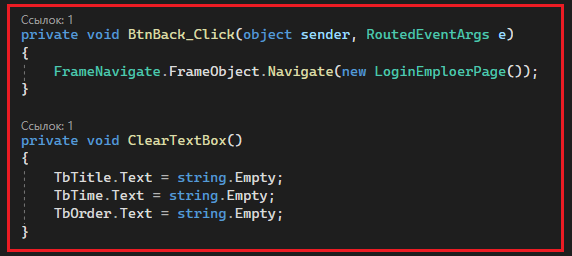 Ссылок: 1
private void BtnBack_Click(object sender, RoutedEventArgs e)
{
    FrameNavigate.FrameObject.Navigate(new LoginEmploerPage());
}
Ссылок: 1
private void ClearTextBox()
{
    TbTitle.Text = string.Empty;
    TbTime.Text = string.Empty;
    TbOrder.Text = string.Empty;
}